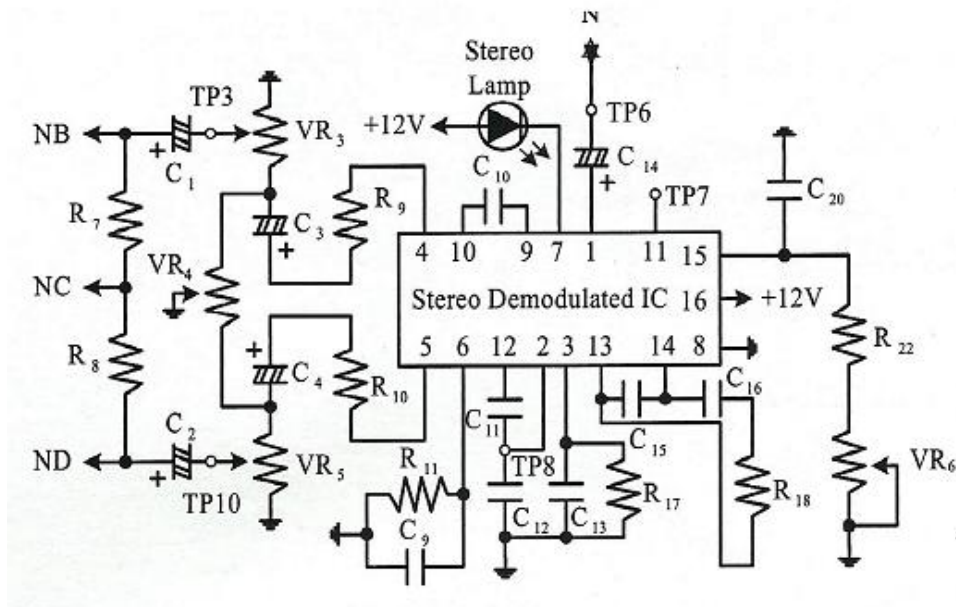 N
Stereo
Lamp
TP6
TP3
NB
VR3
+12V
C14
C1
C10
TP7
C20
R7
C3
R9
4 10 9 7 1 11 15
NC
VR4
Stereo Demodulated IC
16
+12V
R8
C4
R10
5 6 12 2 3 13 14 8
R22
C16
C2
C11
C15
ND
VR5
TP10
R11
TP8
R17
R18
VR6
C9
C12
C13
+
+
+
+
+